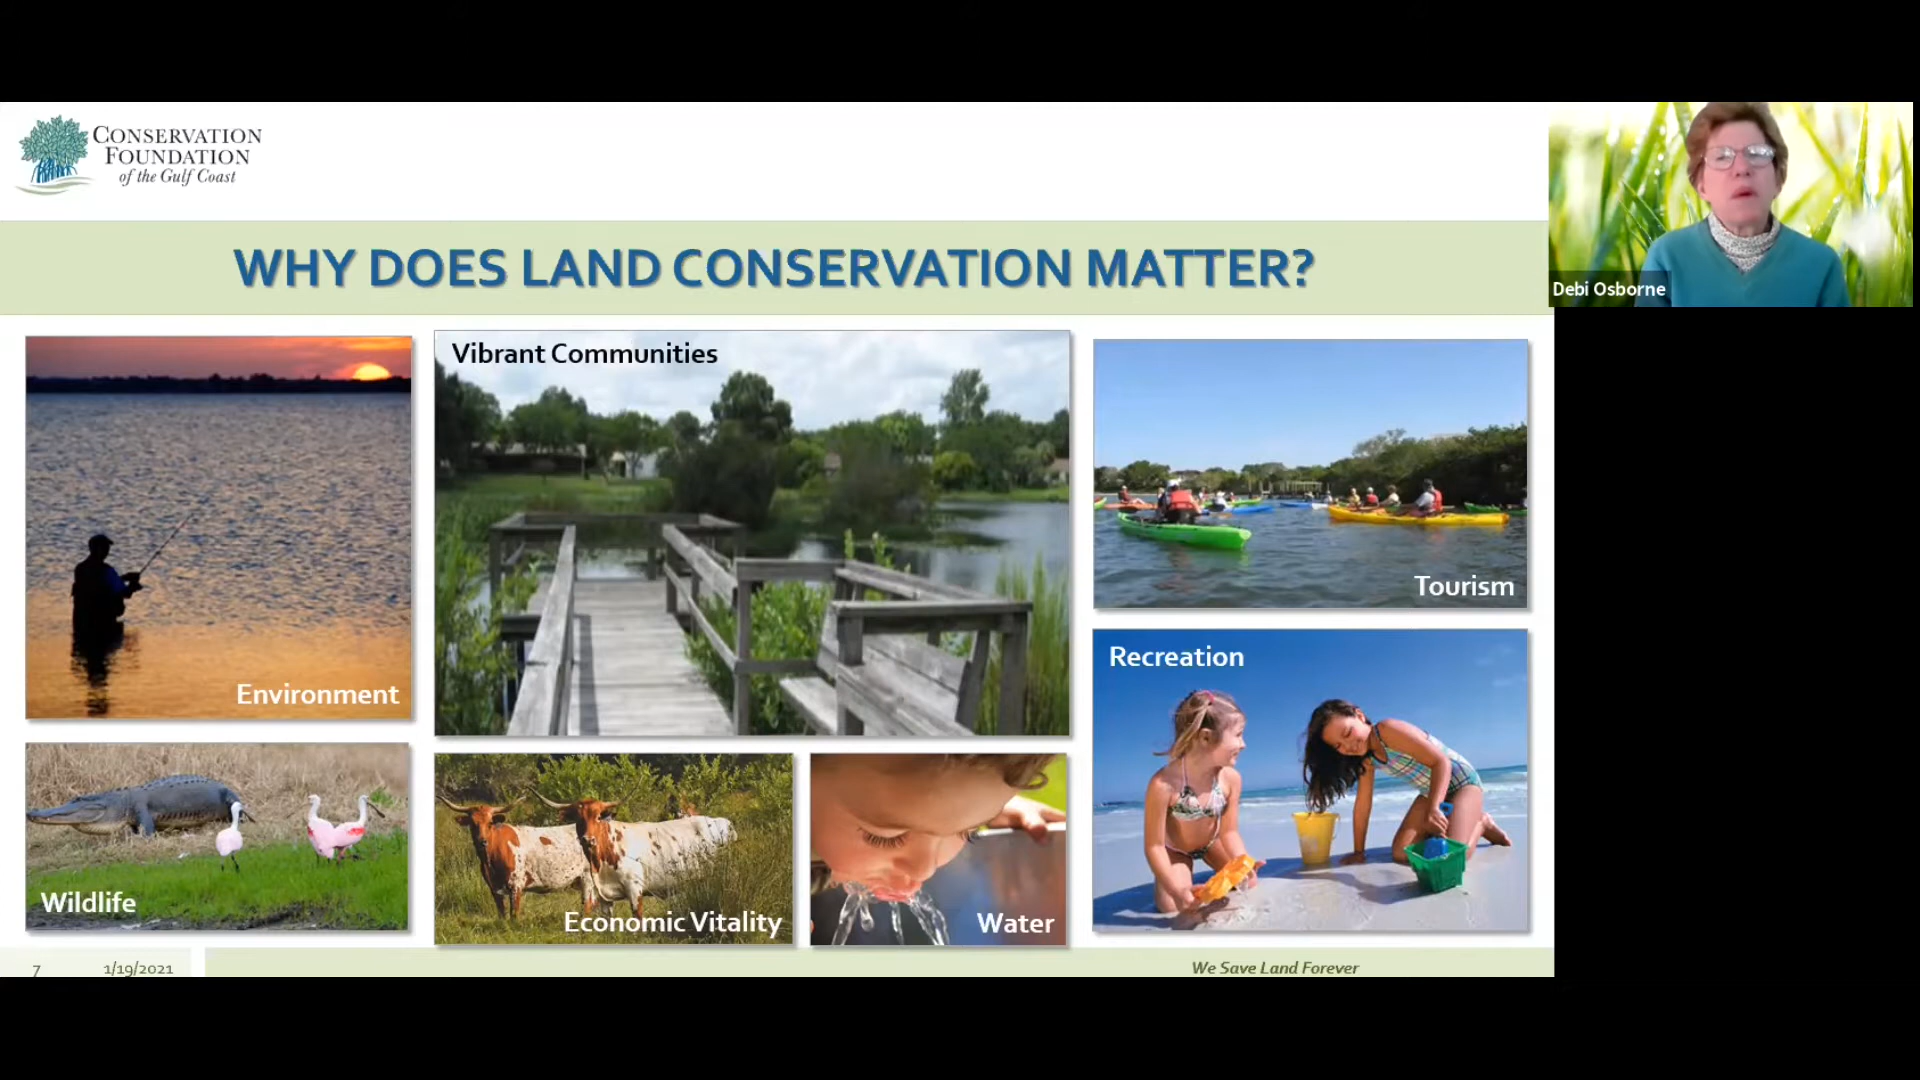 CONSERVATION
FOUNDATION
of the Gulf Coast
WHY DOES LAND CONSERVATION MATTER?
Debi Osborne
Environment
Vibrant Communities
Tourism
Recreation
Wildlife
Economic Vitality
Water
7
1/19/2021
We Save Land Forever